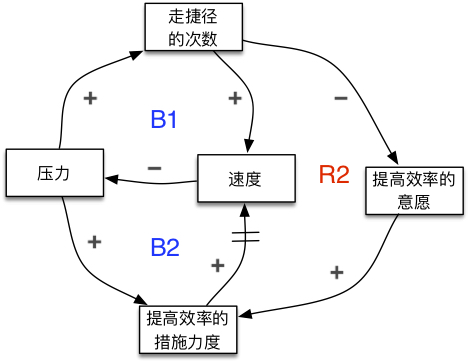 走捷径
的次数
+
+
−
B1
压力
−
速度
R2
提高效率的
意愿
+
B2
+
+
提高效率的
措施力度